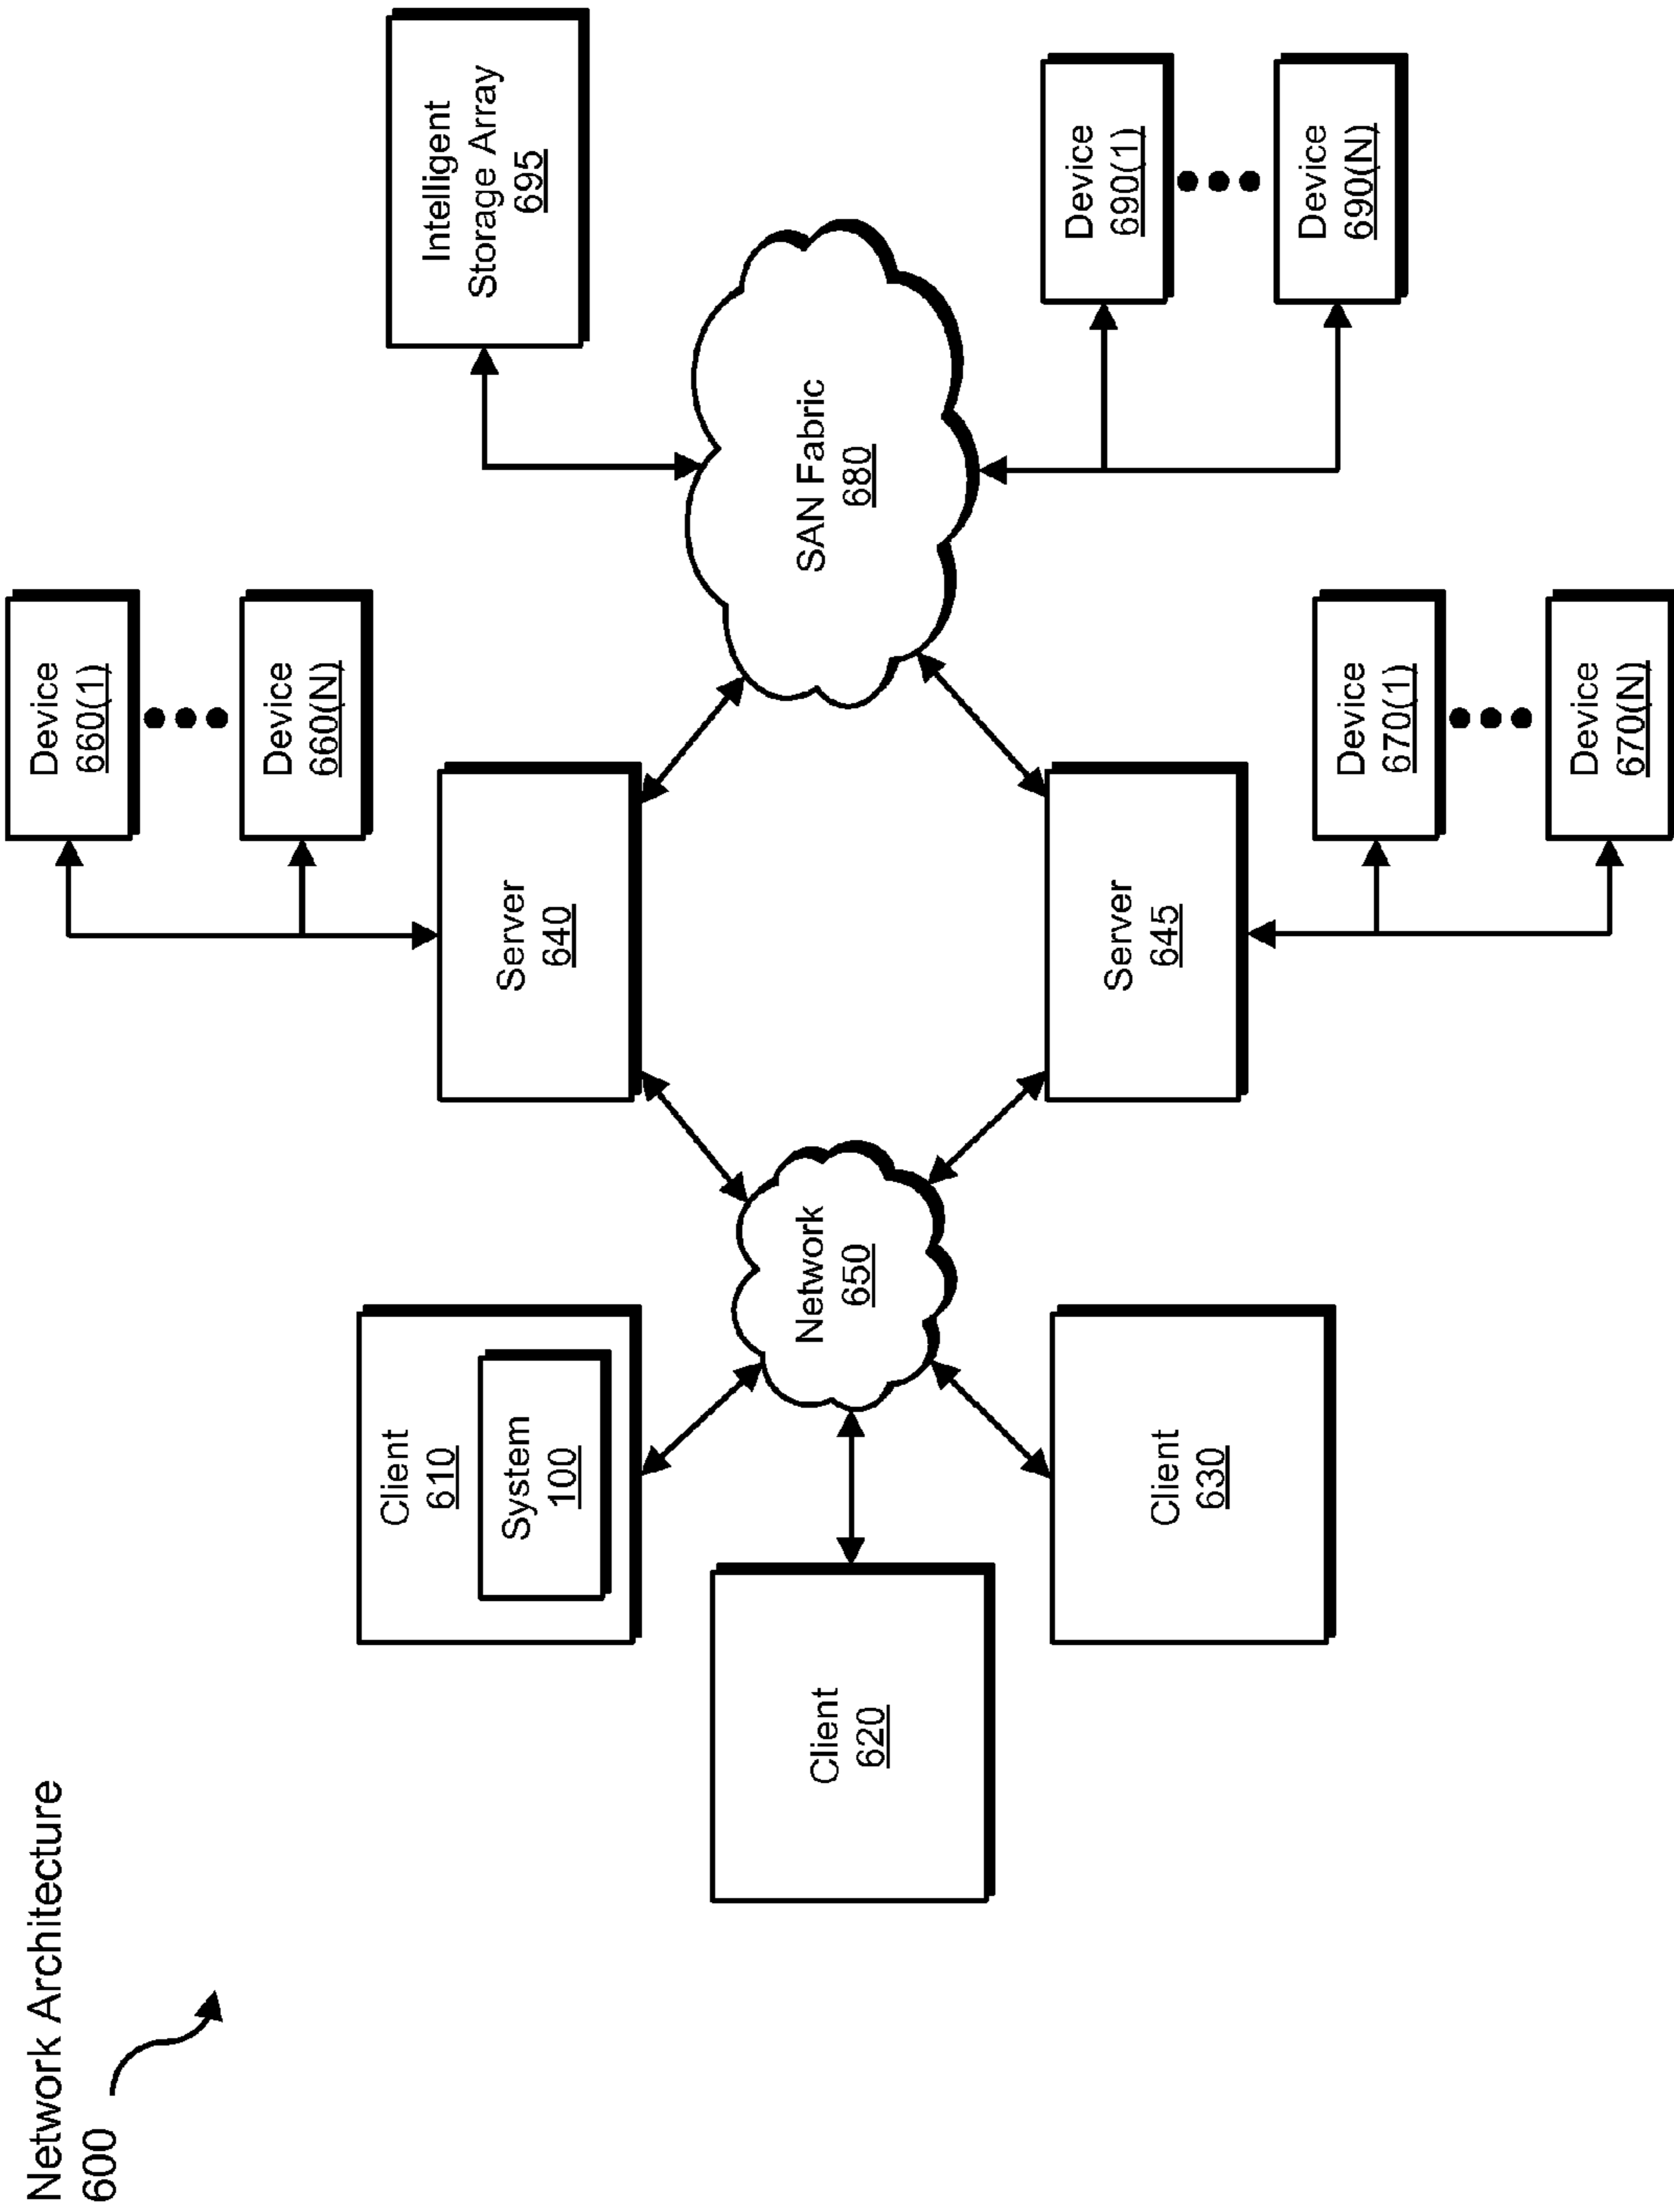 Network Architecture
600
Device
660(1)
Device
660(N)
Intelligent
Storage Array
695
Client
610
System
100
Server
640
Client
620
Network
650
SAN Fabric
680
Client
630
Server
645
Device
690(1)
Device
690(N)
Device
670(1)
Device
670(N)